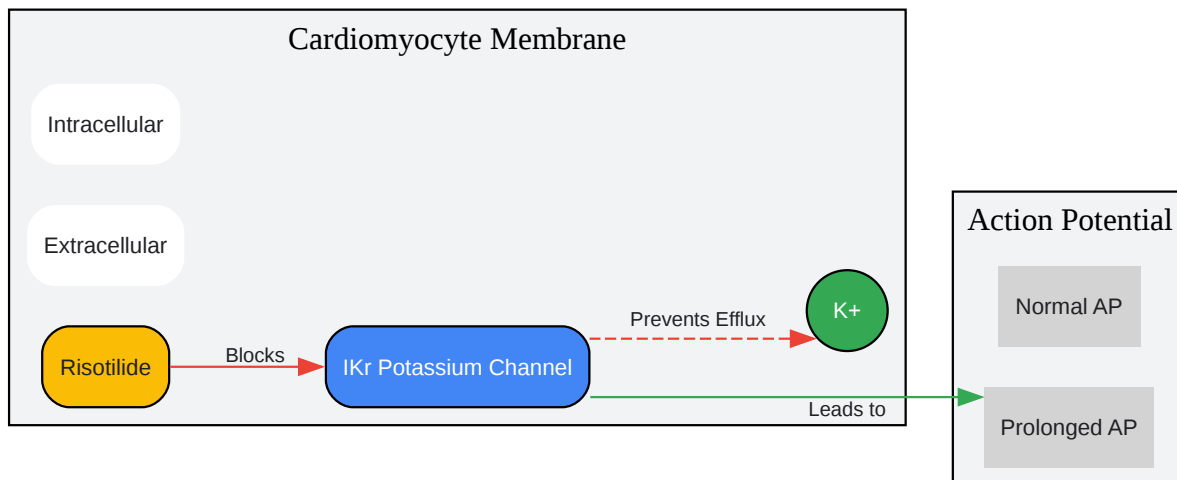 Cardiomyocyte Membrane
Intracellular
Extracellular
Risotilide
Blocks
IKr Potassium Channel
Prevents Efflux
K+
Leads to
Action Potential
Normal AP
Prolonged AP